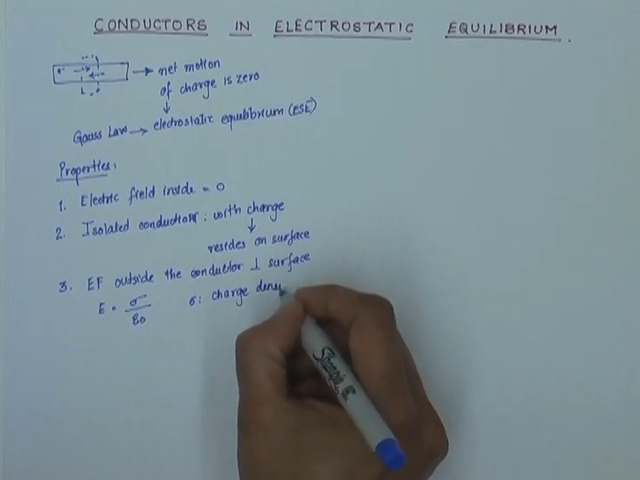 CONDUCTORS IN ELECTROSTATIC EQUILIBRIUM.
e-
net motion
of charge is zero
Gauss Law → electrostatic equilibrium (ESE)
Properties:
1. Electric field inside = 0
2. Isolated conductor: with charge
resides on surface
3. EF outside the conductor ⊥ surface
E = σ/ε0 σ: charge dens
Sharpie